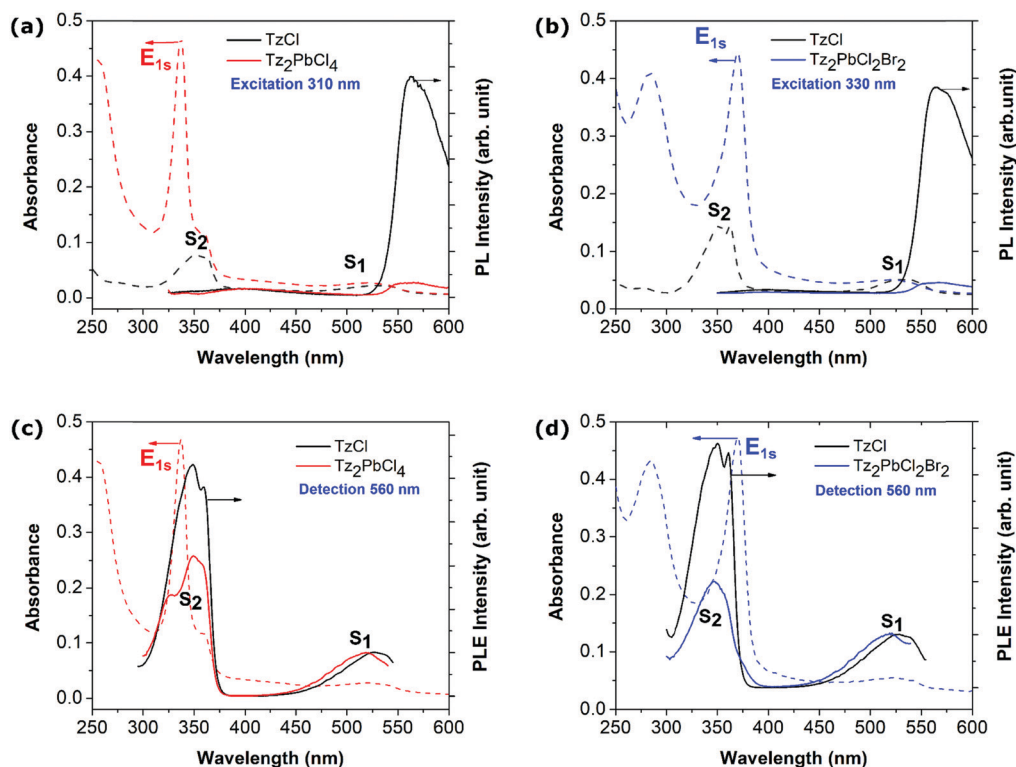 (a)
E1s
TzCl
Tz2PbCl4
Excitation 310 nm
S2
S1
0.5
0.4
0.3
0.2
0.1
0.0
Absorbance
PL Intensity (arb. unit)
250 300 350 400 450 500 550 600
Wavelength (nm)
(b)
E1s
TzCl
Tz2PbCl2Br2
Excitation 330 nm
S2
S1
0.5
0.4
0.3
0.2
0.1
0.0
Absorbance
PL Intensity (arb.unit)
250 300 350 400 450 500 550 600
Wavelength (nm)
(c)
E1s
TzCl
Tz2PbCl4
Detection 560 nm
S2
S1
0.5
0.4
0.3
0.2
0.1
0.0
Absorbance
PLE Intensity (arb. unit)
250 300 350 400 450 500 550 600
Wavelength (nm)
(d)
E1s
TzCl
Tz2PbCl2Br2
Detection 560 nm
S2
S1
0.5
0.4
0.3
0.2
0.1
0.0
Absorbance
PLE Intensity (arb. unit)
250 300 350 400 450 500 550 600
Wavelength (nm)